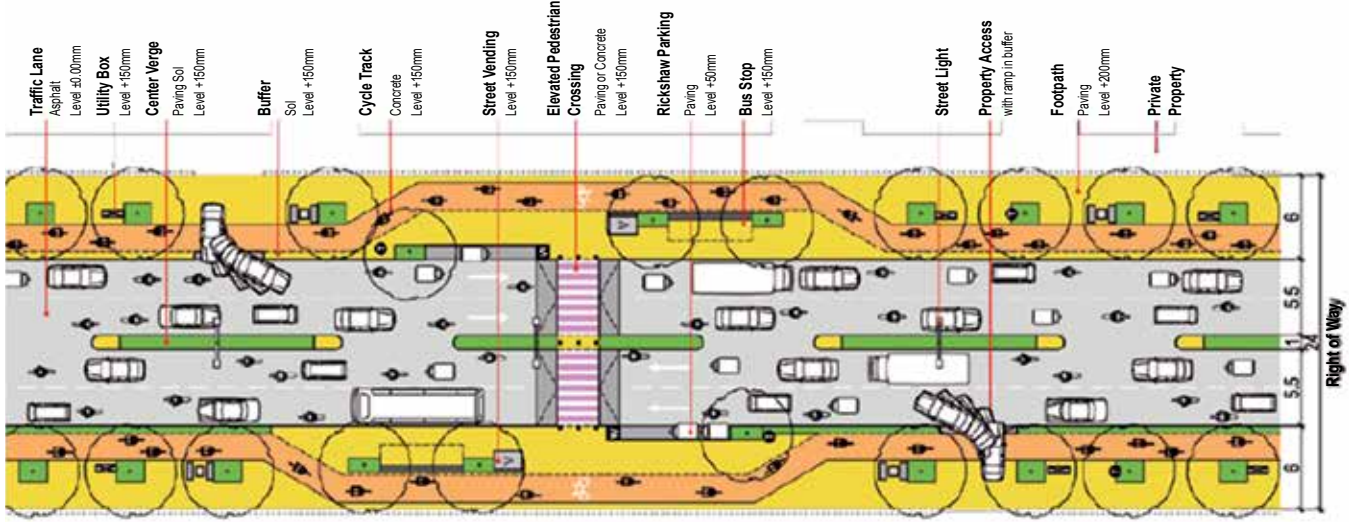 Traffic Lane
Asphalt
Level ±0.00mm
Utility Box
Level +150mm
Center Verge
Paving Sol
Level +150mm
Buffer
Sol
Level +150mm
Cycle Track
Concrete
Level +150mm
Street Vending
Level +150mm
Elevated Pedestrian
Crossing
Paving or Concrete
Level +150mm
Rickshaw Parking
Paving
Level +50mm
Bus Stop
Level +150mm
Street Light
Property Access
with ramp in buffer
Footpath
Paving
Level +200mm
Private
Property
V
V
6
5.5
1
5.5
6
24
Right of Way